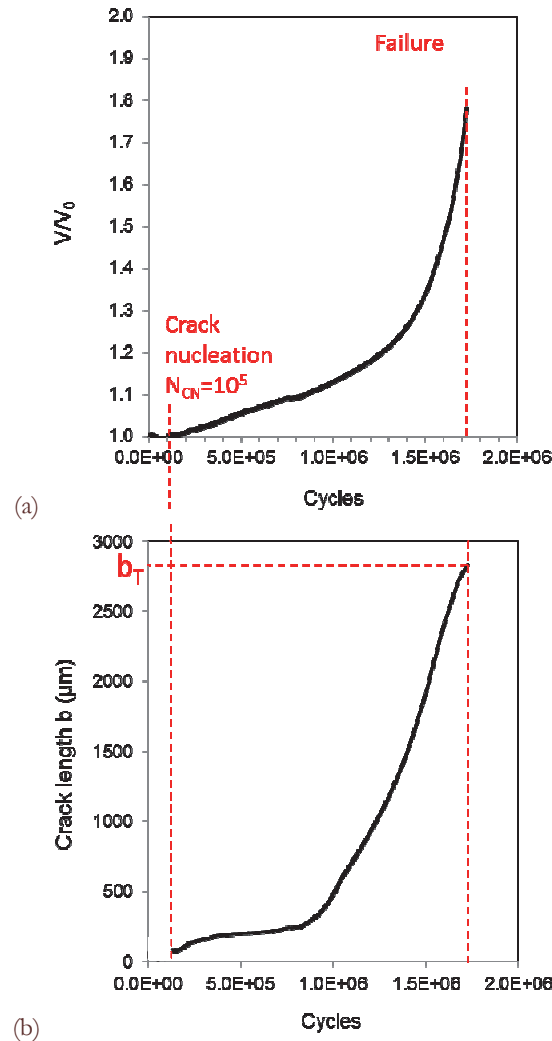 2.0
1.9
1.8
1.7
1.6
1.5
1.4
1.3
1.2
1.1
1.0
V/V0
Failure
Crack
nucleation
NCN=10^5
0.0E+00 5.0E+05 1.0E+06 1.5E+06 2.0E+06
Cycles
(a)
3000
2500
2000
1500
1000
500
0
bT
Crack length b (μm)
0.0E+00 5.0E+05 1.0E+06 1.5E+06 2.0E+06
Cycles
(b)